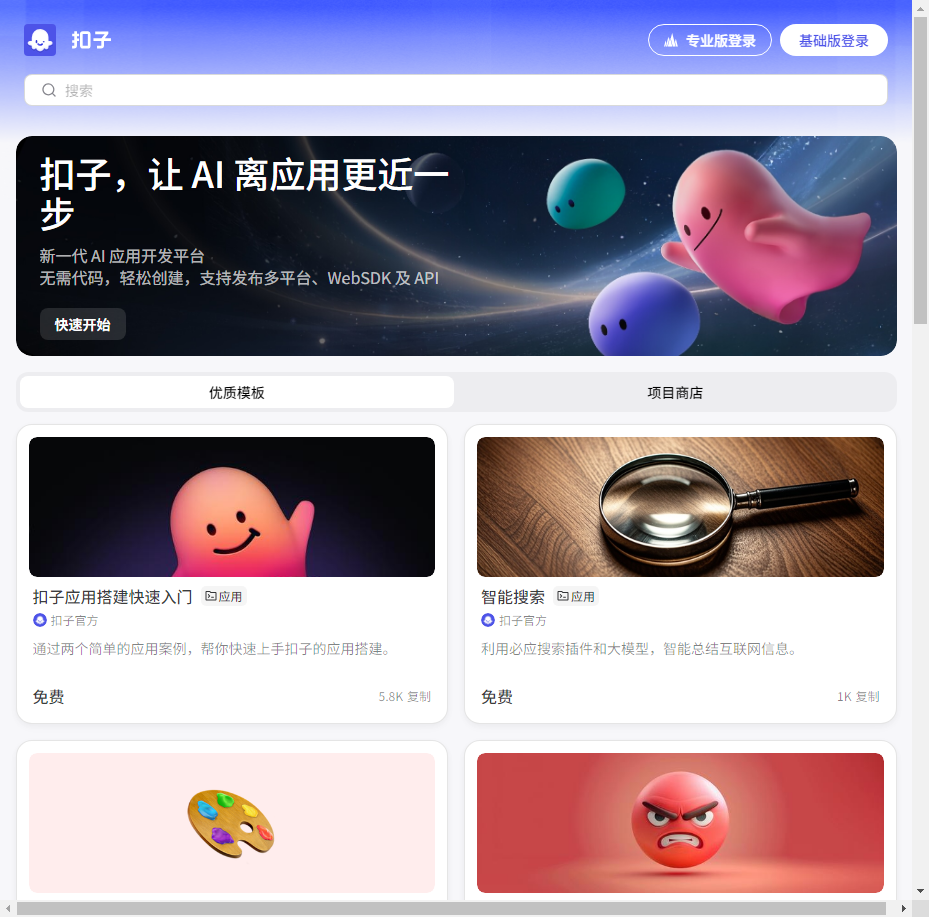 扣子
专业版登录
基础版登录
搜索
扣子，让 AI 离应用更近一
步
新一代 AI 应用开发平台
无需代码，轻松创建，支持发布多平台、WebSDK 及 API
快速开始
优质模板
项目商店
扣子应用搭建快速入门 应用
扣子官方
通过两个简单的应用案例，帮你快速上手扣子的应用搭建。
免费
5.8K 复制
智能搜索 应用
扣子官方
利用必应搜索插件和大模型，智能总结互联网信息。
免费
1K 复制